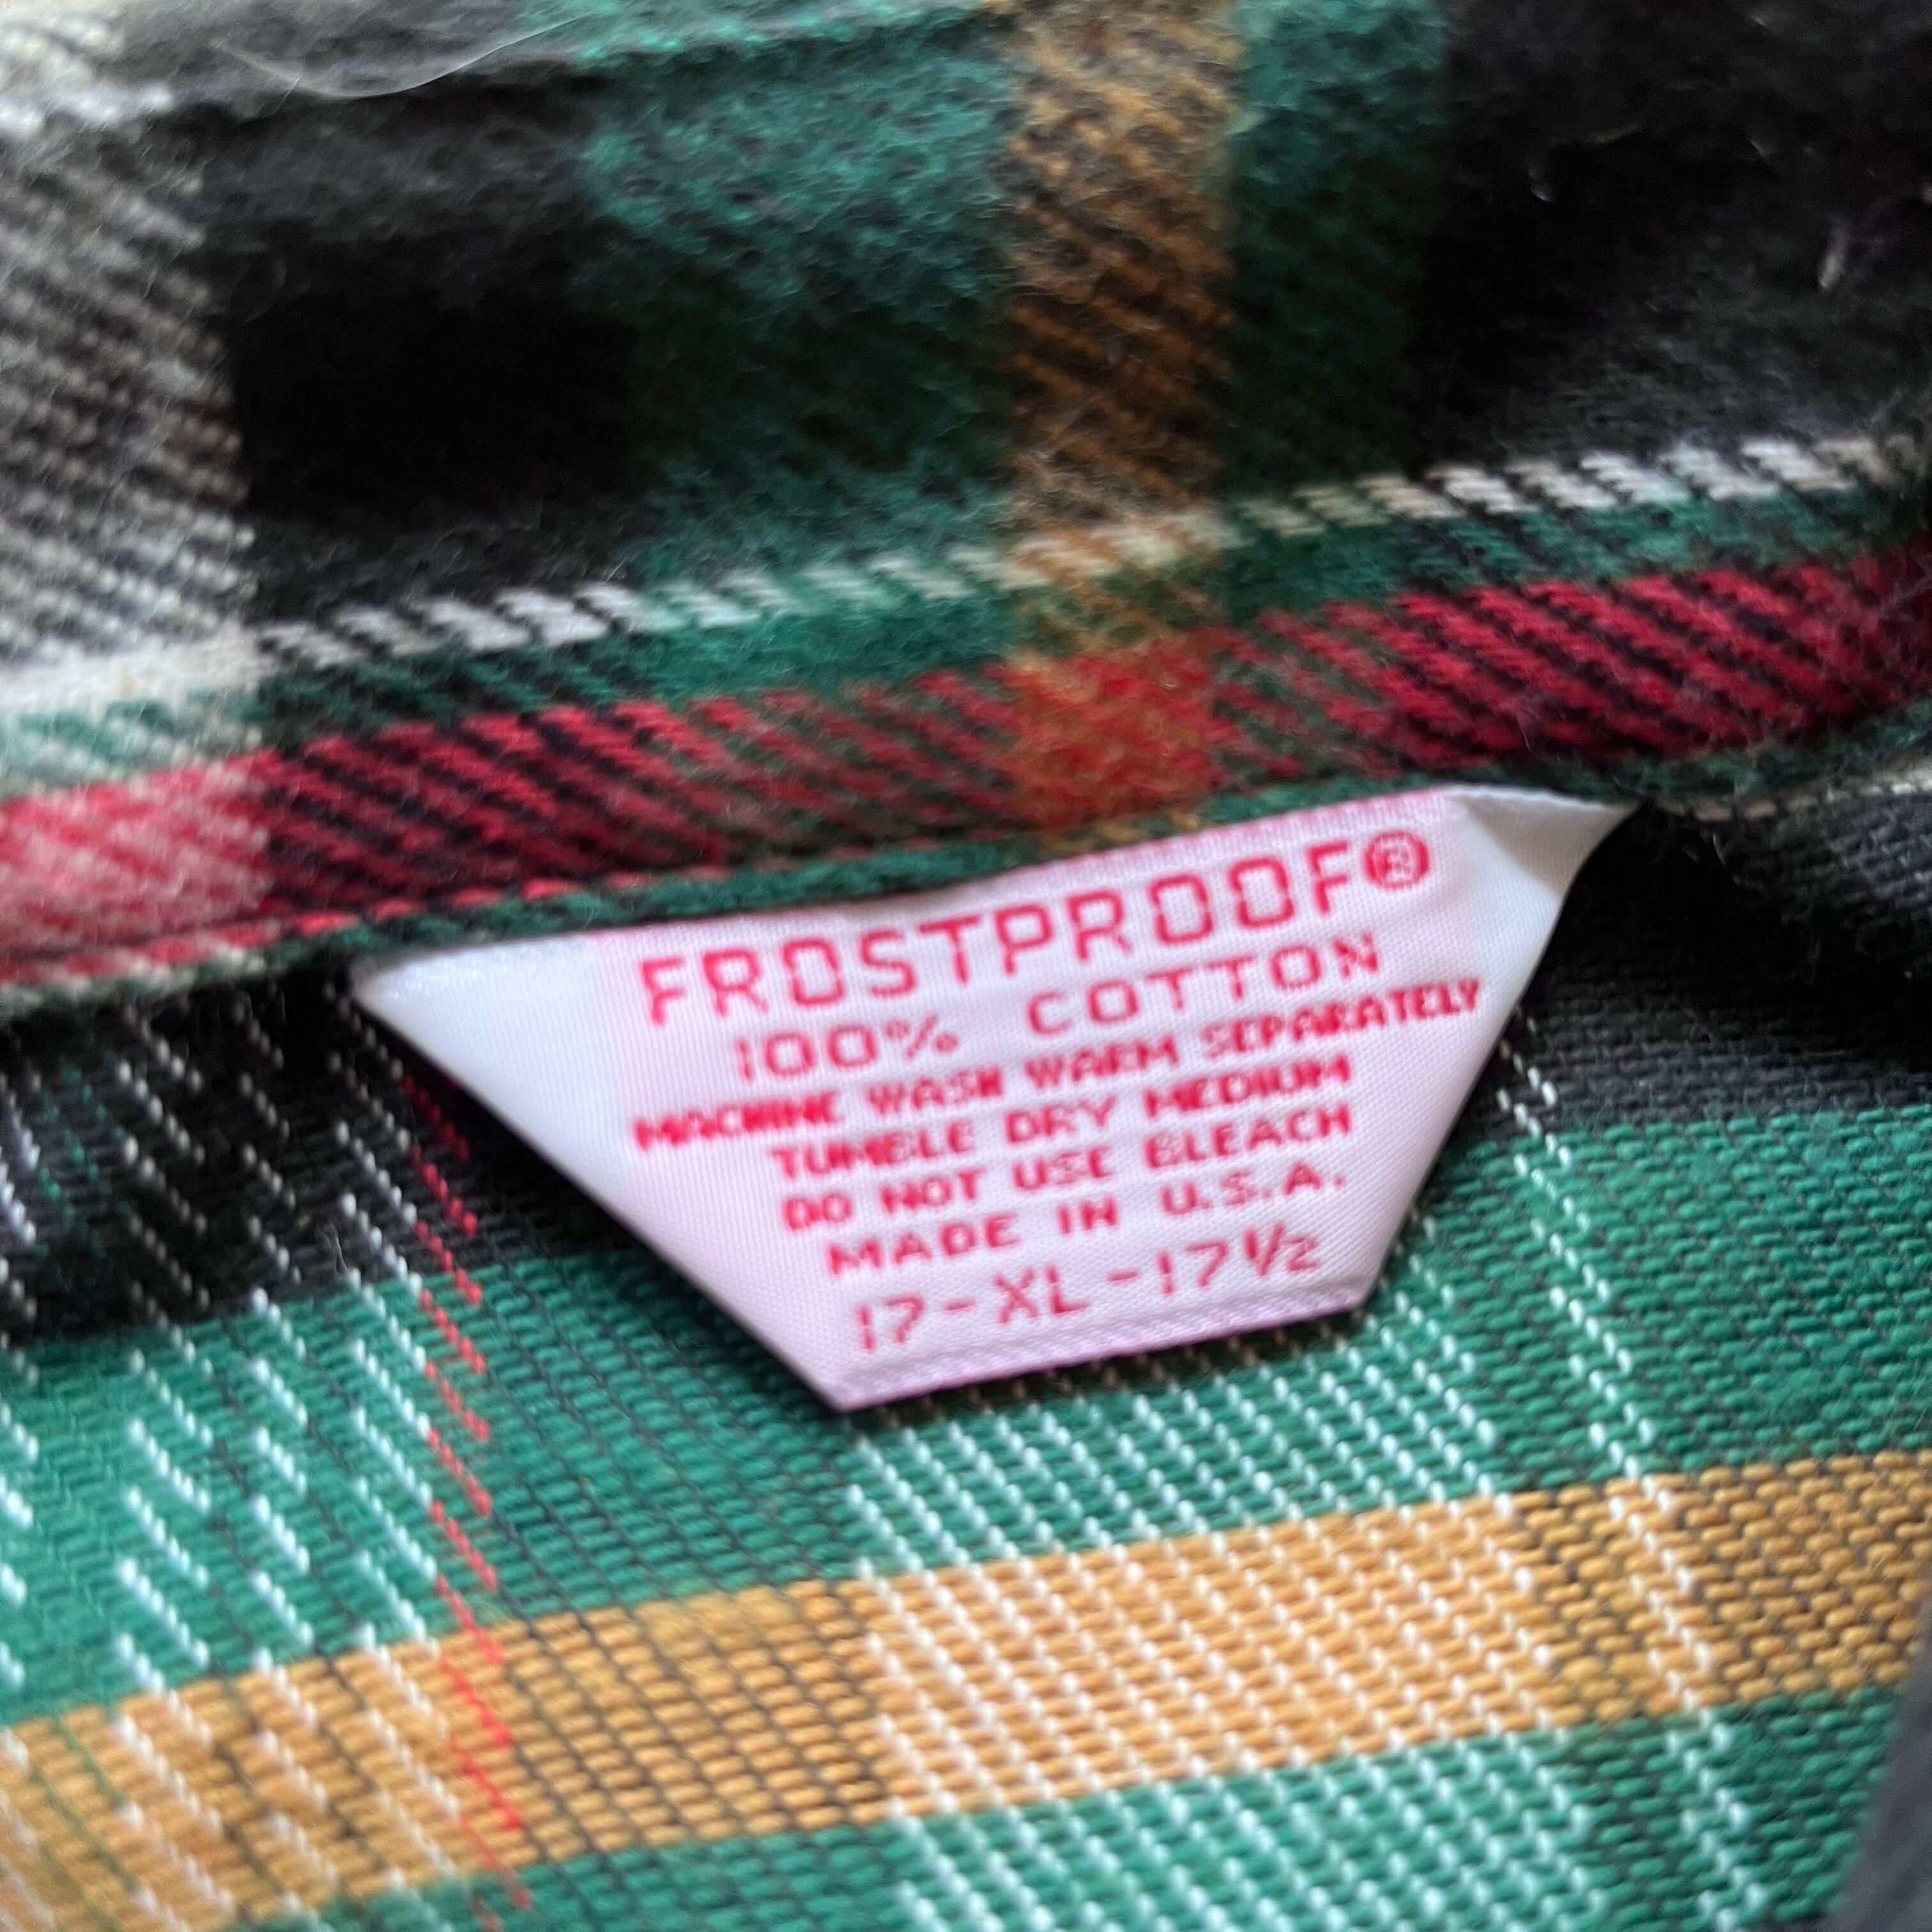 FROSTPROOF®
100% COTTON
MACHINE WASH WARM SEPARATELY
TUMBLE DRY MEDIUM
DO NOT USE BLEACH
MADE IN U.S.A.
17-XL-17½